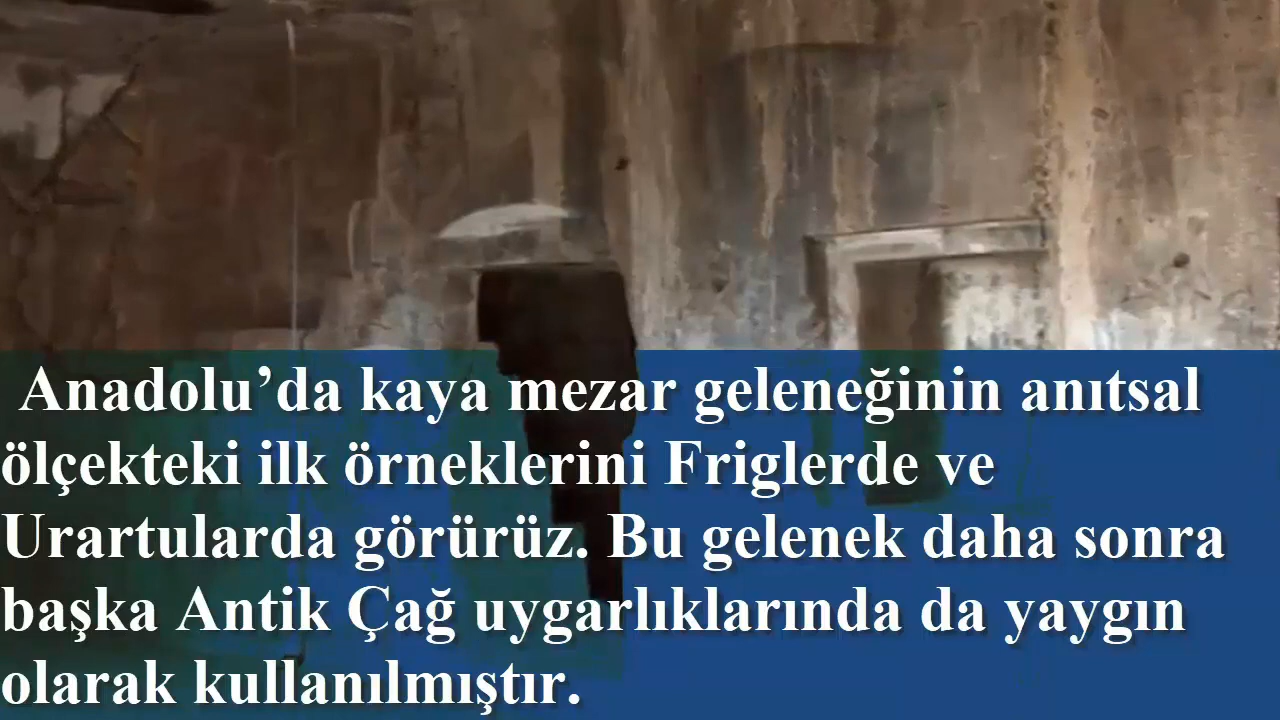 Anadolu’da kaya mezar geleneğinin anıtsal
ölçekteki ilk örneklerini Friglerde ve
Urartularda görürüz. Bu gelenek daha sonra
başka Antik Çağ uygarlıklarında da yaygın
olarak kullanılmıştır.